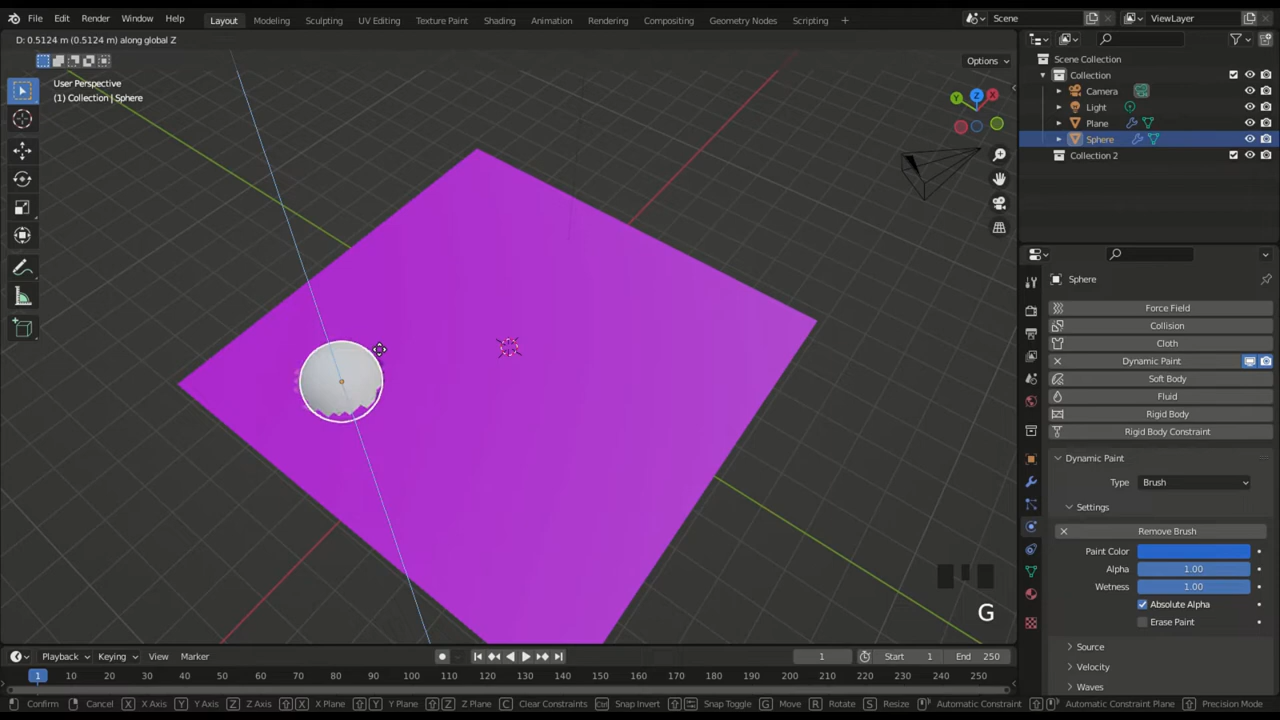 File Edit Render Window Help Layout Modeling Sculpting UV Editing Texture Paint Shading Animation Rendering Compositing Geometry Nodes Scripting + Scene ViewLayer
D: 0.5124 m (0.5124 m) along global Z
Options
User Perspective
(1) Collection | Sphere
Z
Y
X
Scene Collection
Collection
Camera
Light
Plane
Sphere
Collection 2
Sphere
Force Field
Collision
Cloth
Dynamic Paint
Soft Body
Fluid
Rigid Body
Rigid Body Constraint
Dynamic Paint
Type Brush
Settings
Remove Brush
Paint Color
Alpha 1.00
Wetness 1.00
Absolute Alpha
Erase Paint
Source
Velocity
Waves
G
Playback Keying View Marker 1 Start 1 End 250
1 10 20 30 40 50 60 70 80 90 100 110 120 130 140 150 160 170 180 190 200 210 220 230 240 250
Confirm Cancel X X Axis Y Y Axis Z Z Axis X X Plane Y Y Plane Z Z Plane C Clear Constraints Ctrl Snap Invert Snap Toggle G Move R Rotate S Resize Automatic Constraint Automatic Constraint Plane Precision Mode